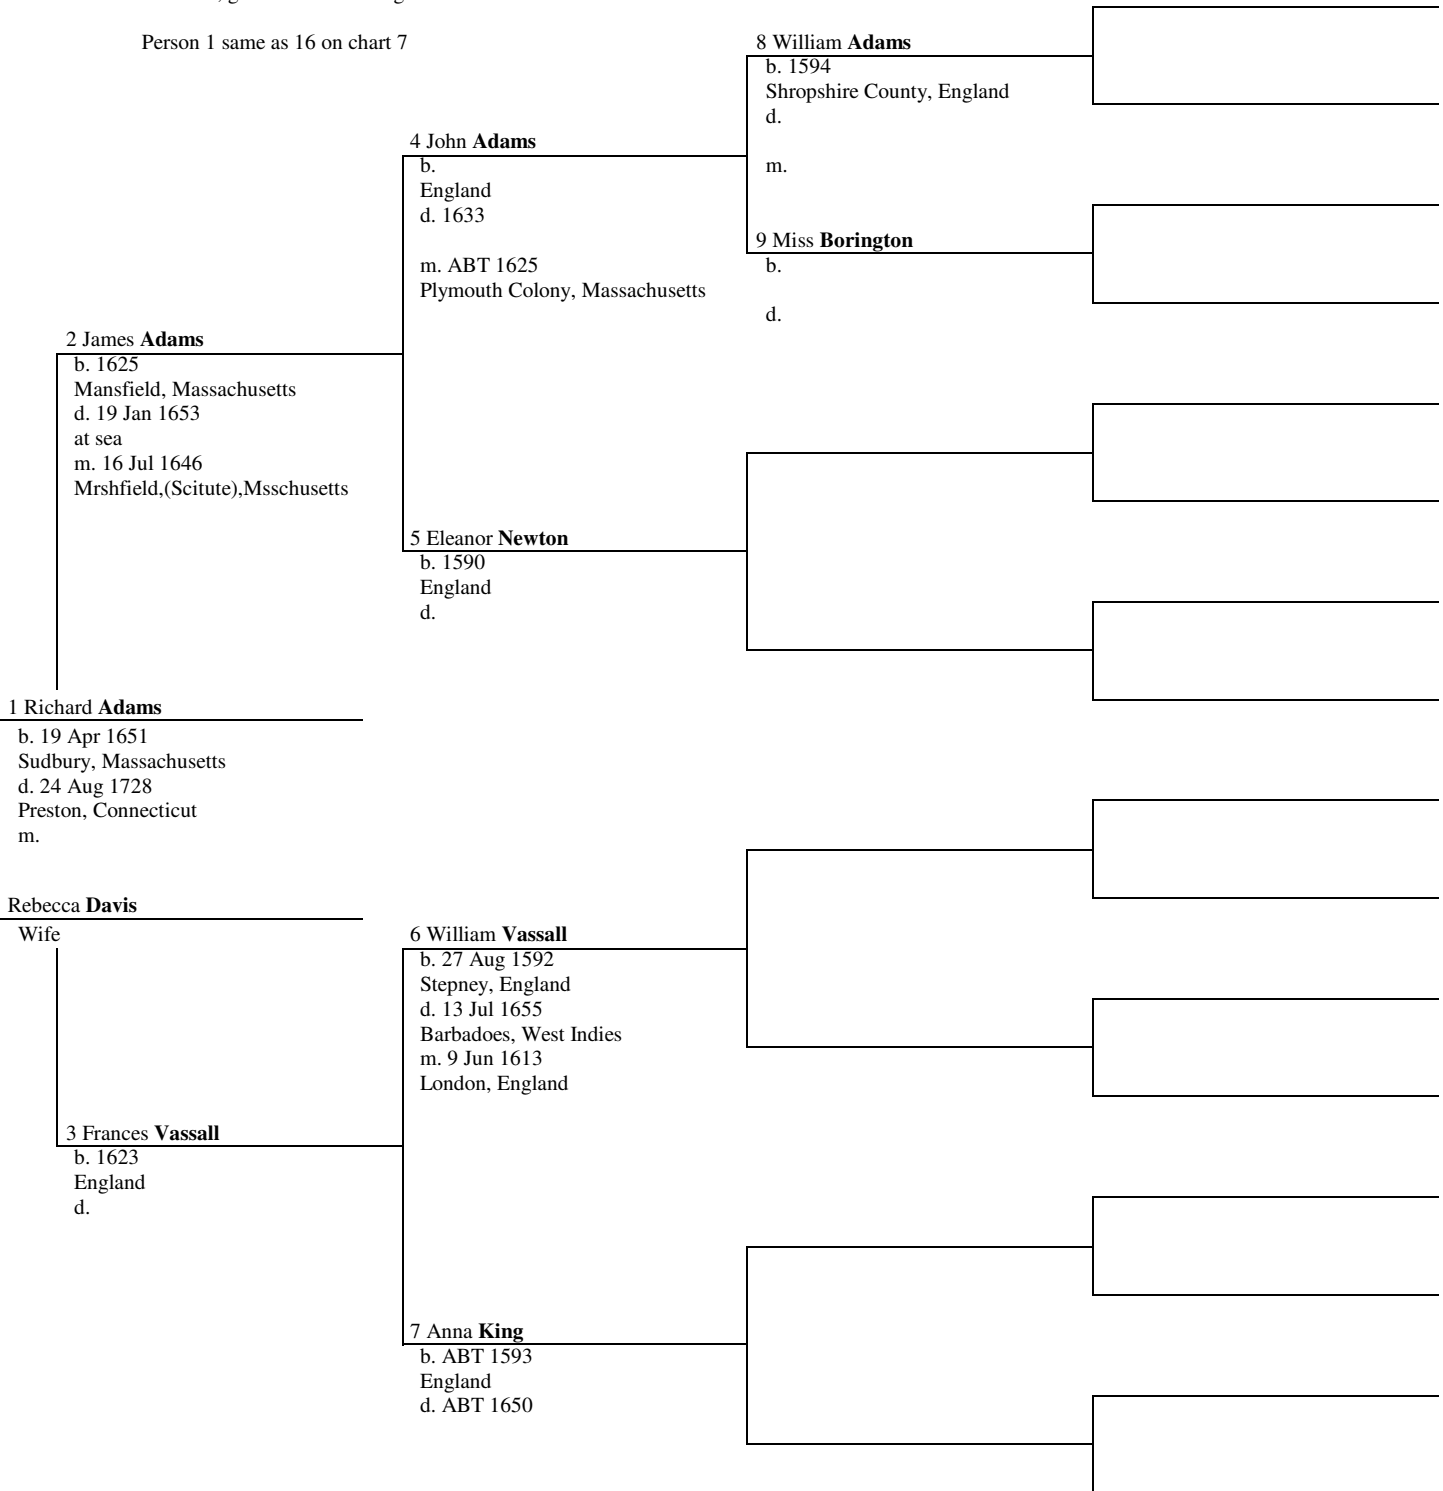 Person 1 same as 16 on chart 7
8 William Adams
b. 1594
Shropshire County, England
d.
m.
4 John Adams
b.
England
d. 1633
m. ABT 1625
Plymouth Colony, Massachusetts
9 Miss Borington
b.
d.
2 James Adams
b. 1625
Mansfield, Massachusetts
d. 19 Jan 1653
at sea
m. 16 Jul 1646
Mrshfield,(Scitute),Msschusetts
5 Eleanor Newton
b. 1590
England
d.
1 Richard Adams
b. 19 Apr 1651
Sudbury, Massachusetts
d. 24 Aug 1728
Preston, Connecticut
m.
Rebecca Davis
Wife
6 William Vassall
b. 27 Aug 1592
Stepney, England
d. 13 Jul 1655
Barbadoes, West Indies
m. 9 Jun 1613
London, England
3 Frances Vassall
b. 1623
England
d.
7 Anna King
b. ABT 1593
England
d. ABT 1650